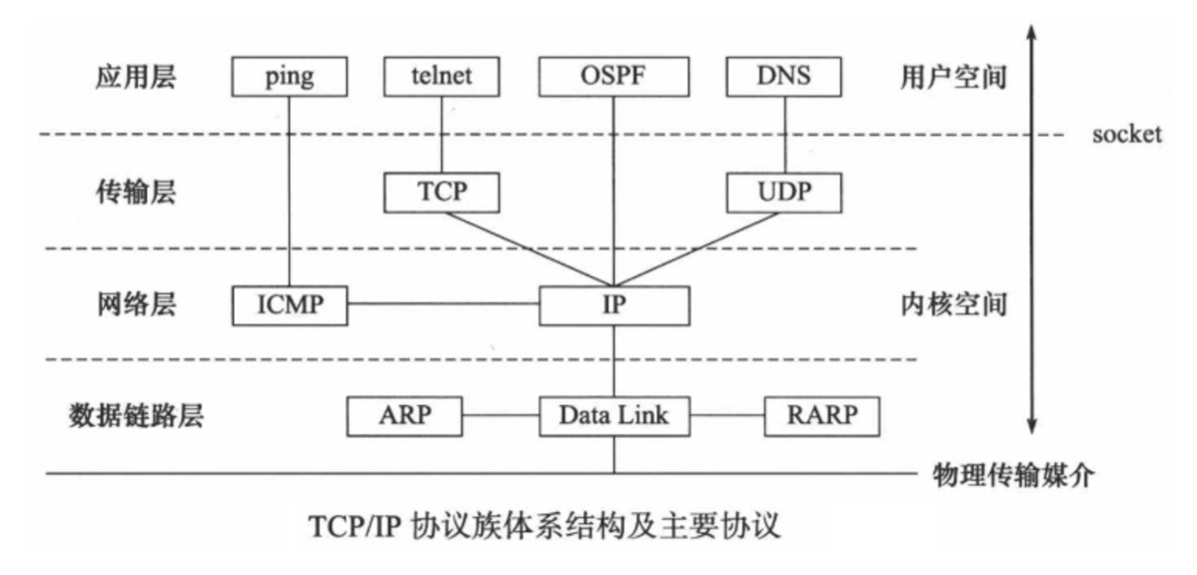 应用层 ping telnet OSPF DNS 用户空间
socket
传输层 TCP UDP
网络层 ICMP IP 内核空间
数据链路层 ARP Data Link RARP
物理传输媒介
TCP/IP 协议族体系结构及主要协议